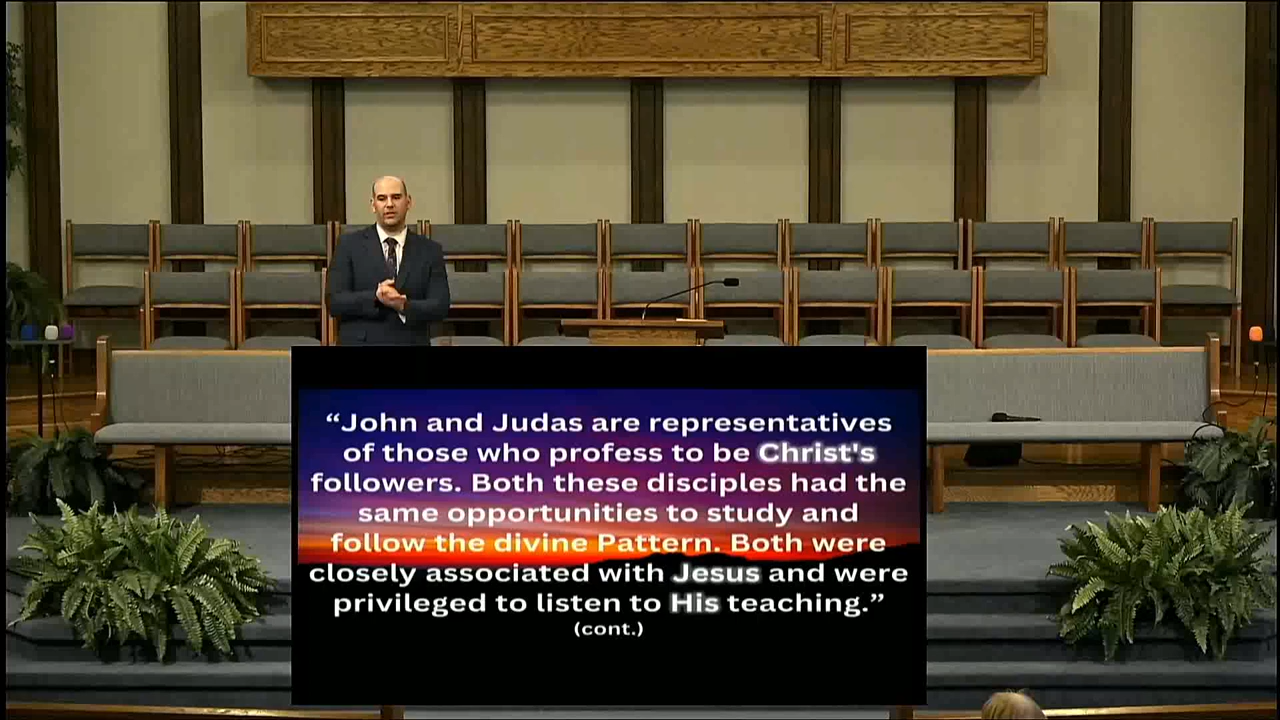 “John and Judas are representatives
of those who profess to be Christ's
followers. Both these disciples had the
same opportunities to study and
follow the divine Pattern. Both were
closely associated with Jesus and were
privileged to listen to His teaching.”
(cont.)